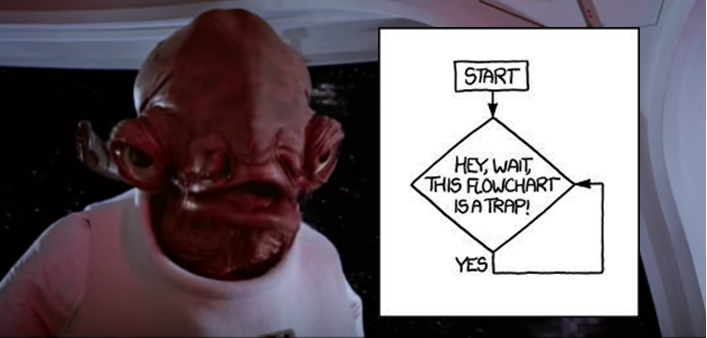 START
HEY, WAIT,
THIS FLOWCHART
IS A TRAP!
YES